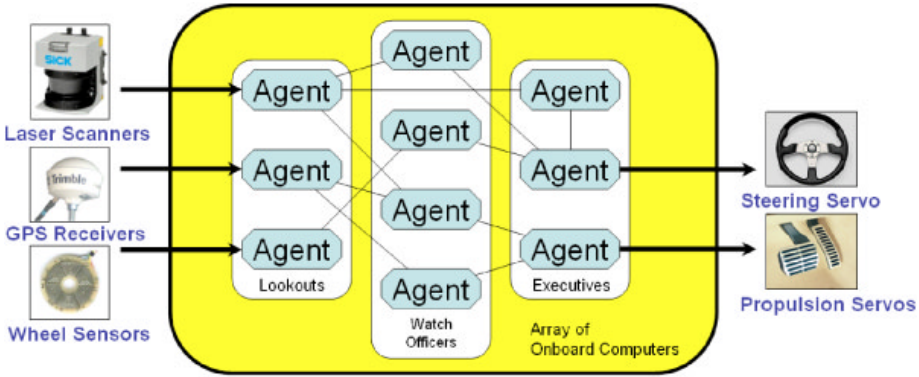 SICK
Laser Scanners
Trimble
GPS Receivers
Wheel Sensors
Agent
Agent
Agent
Lookouts
Agent
Agent
Agent
Agent
Watch
Officers
Agent
Agent
Agent
Executives
Array of
Onboard Computers
Steering Servo
Propulsion Servos